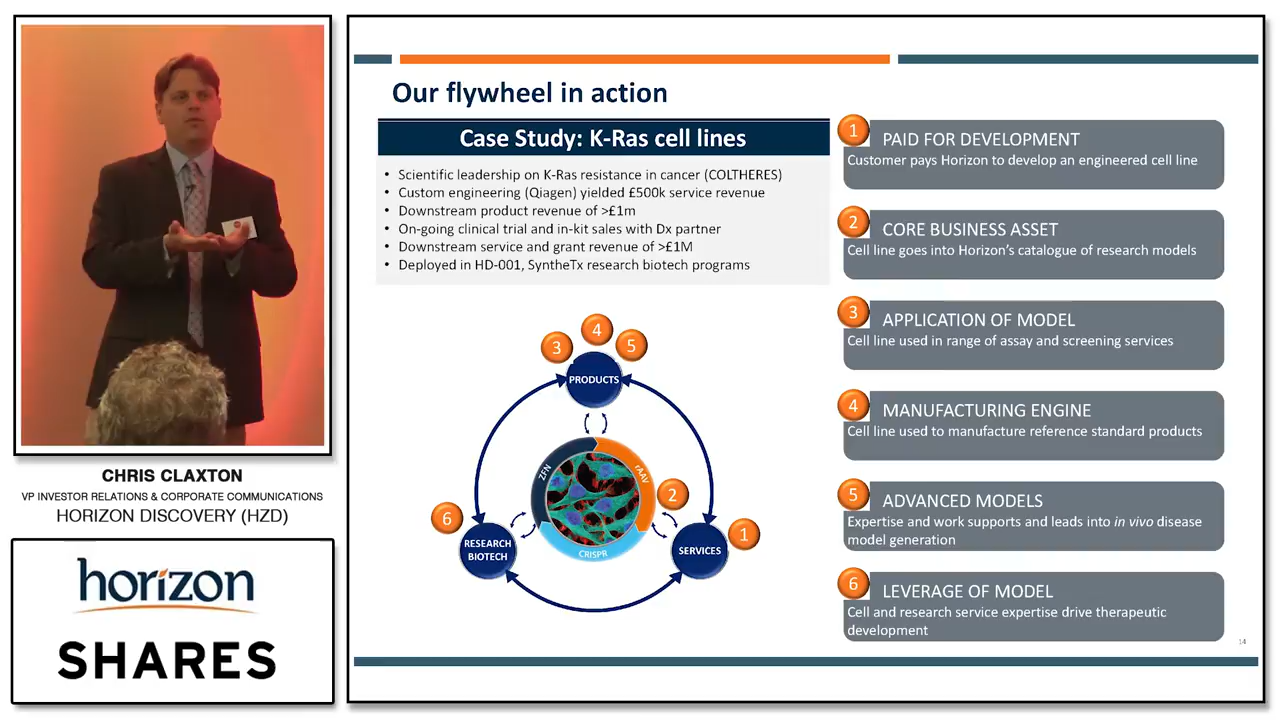 CHRIS CLAXTON
VP INVESTOR RELATIONS & CORPORATE COMMUNICATIONS
HORIZON DISCOVERY (HZD)
horizon
SHARES
Our flywheel in action
Case Study: K-Ras cell lines
• Scientific leadership on K-Ras resistance in cancer (COLTHERES)
• Custom engineering (Qiagen) yielded £500k service revenue
• Downstream product revenue of >£1m
• On-going clinical trial and in-kit sales with Dx partner
• Downstream service and grant revenue of >£1M
• Deployed in HD-001, SyntheTx research biotech programs
3
4
5
PRODUCTS
ZFN
rAAV
CRISPR
2
6
RESEARCH
BIOTECH
SERVICES
1
1 PAID FOR DEVELOPMENT
Customer pays Horizon to develop an engineered cell line
2 CORE BUSINESS ASSET
Cell line goes into Horizon's catalogue of research models
3 APPLICATION OF MODEL
Cell line used in range of assay and screening services
4 MANUFACTURING ENGINE
Cell line used to manufacture reference standard products
5 ADVANCED MODELS
Expertise and work supports and leads into in vivo disease
model generation
6 LEVERAGE OF MODEL
Cell and research service expertise drive therapeutic
development
14